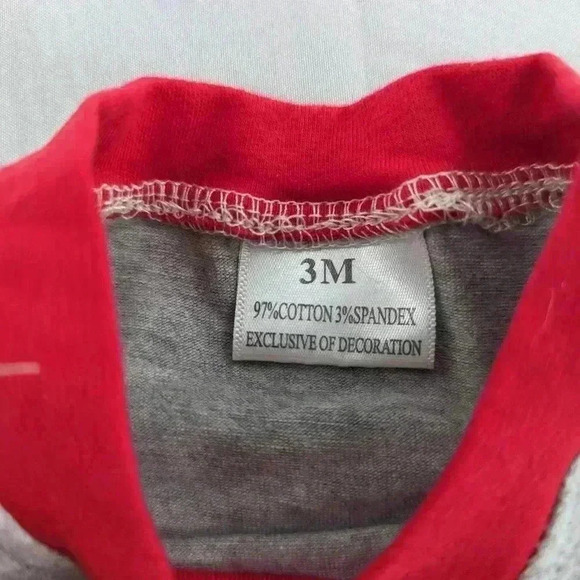 3M
97%COTTON 3%SPANDEX
EXCLUSIVE OF DECORATION